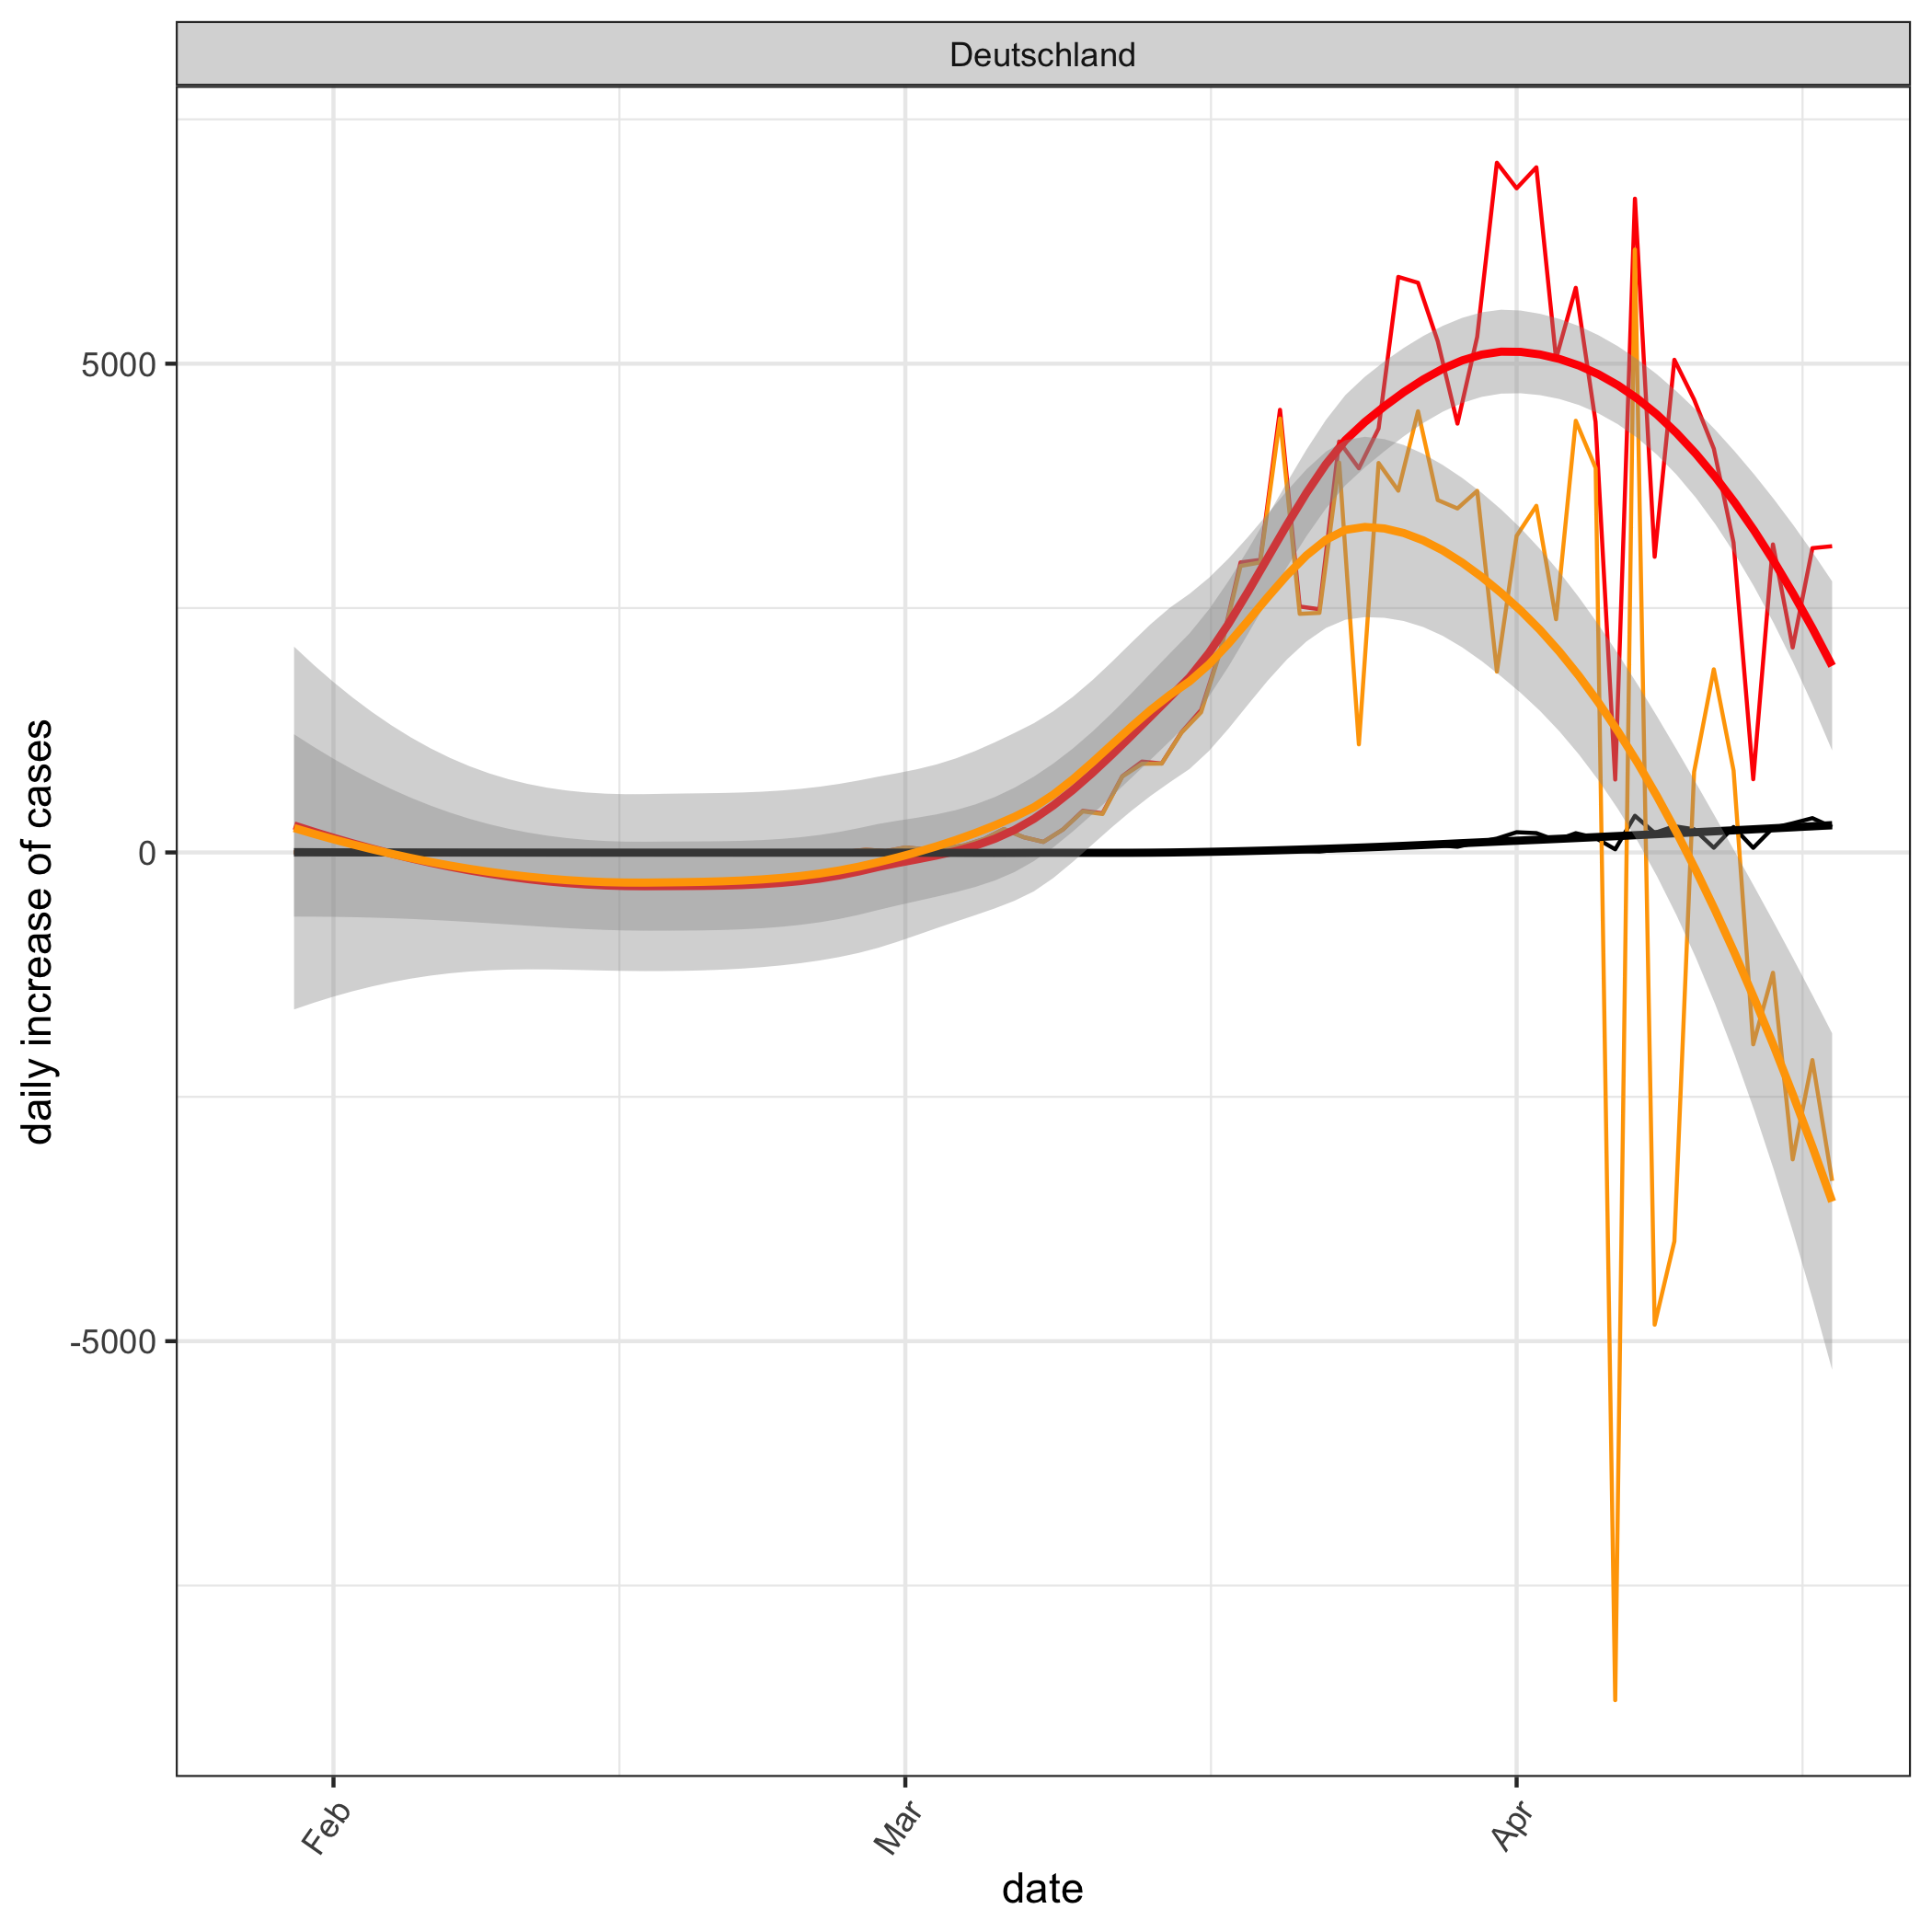 Deutschland
daily increase of cases
5000
0
-5000
Feb
Mar
Apr
date